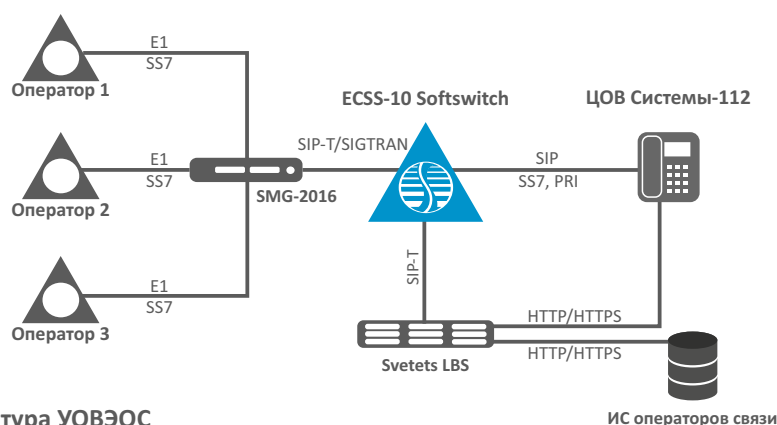 E1
SS7
Оператор 1
ECSS-10 Softswitch
ЦОВ Системы-112
SIP-T/SIGTRAN
E1
SS7
Оператор 2
SMG-2016
SIP
SS7, PRI
SIP-T
E1
SS7
Оператор 3
HTTP/HTTPS
HTTP/HTTPS
Svetets LBS
УОВЭОС
ИС операторов связи